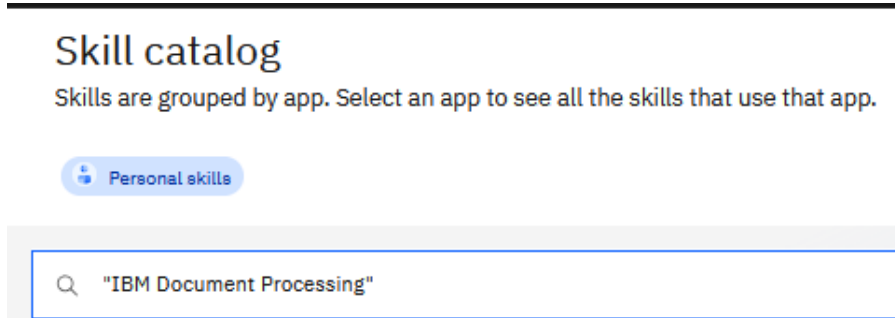 Skill catalog
Skills are grouped by app. Select an app to see all the skills that use that app.
Personal skills
"IBM Document Processing"